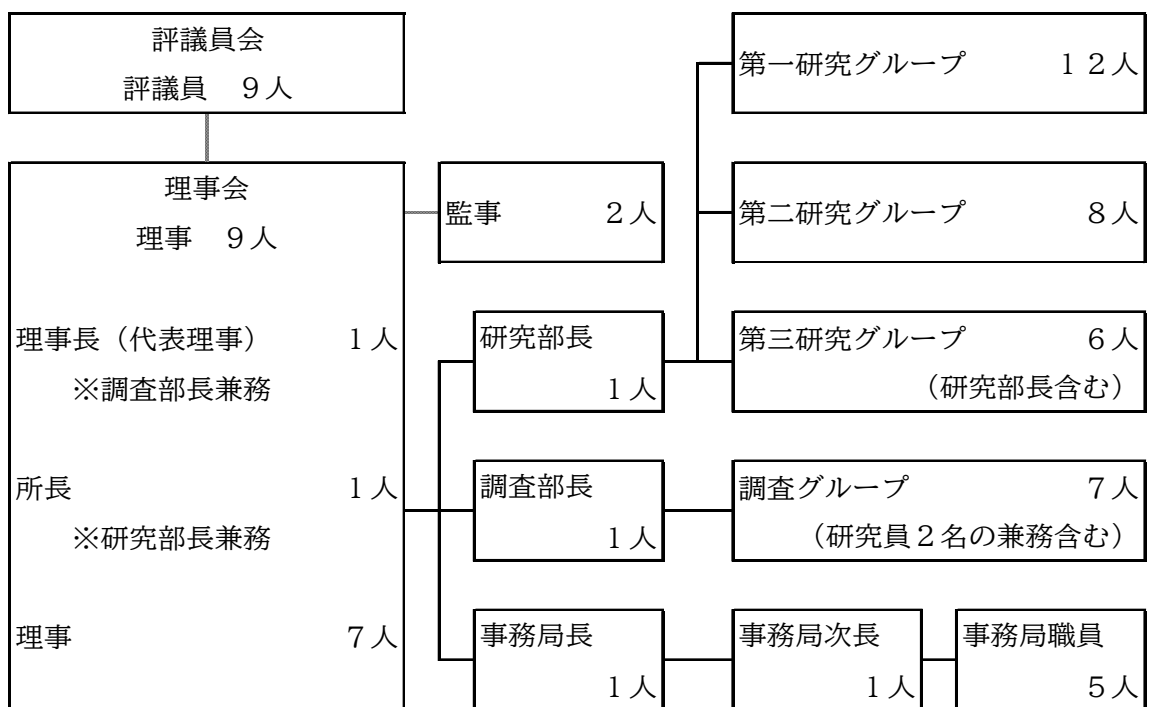 評議員会
評議員　９人
理事会
理事　９人
理事長（代表理事）　１人
※調査部長兼務
所長　１人
※研究部長兼務
理事　７人
監事　２人
研究部長
１人
調査部長
１人
事務局長
１人
第一研究グループ　１２人
第二研究グループ　８人
第三研究グループ　６人
（研究部長含む）
調査グループ　７人
（研究員２名の兼務含む）
事務局次長
１人
事務局職員
５人